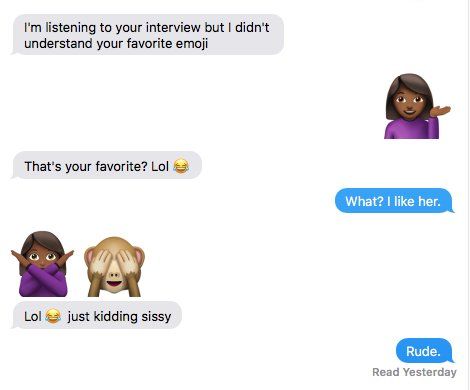 I'm listening to your interview but I didn't
understand your favorite emoji
💁🏾‍♀️
That's your favorite? Lol 😂
What? I like her.
🙅🏾‍♀️🙈
Lol 😂 just kidding sissy
Rude.
Read Yesterday